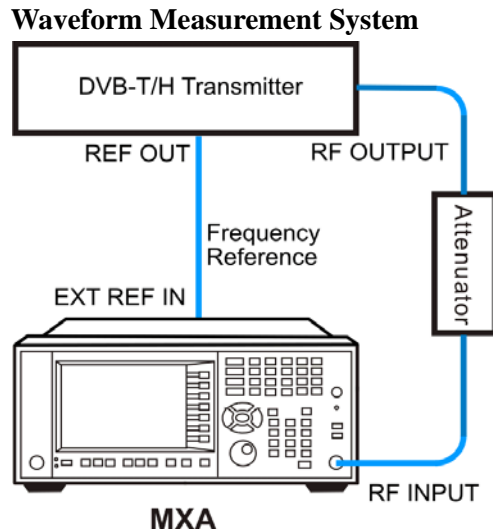 Waveform Measurement System
DVB-T/H Transmitter
REF OUT
RF OUTPUT
Attenuator
Frequency
Reference
EXT REF IN
RF INPUT
MXA